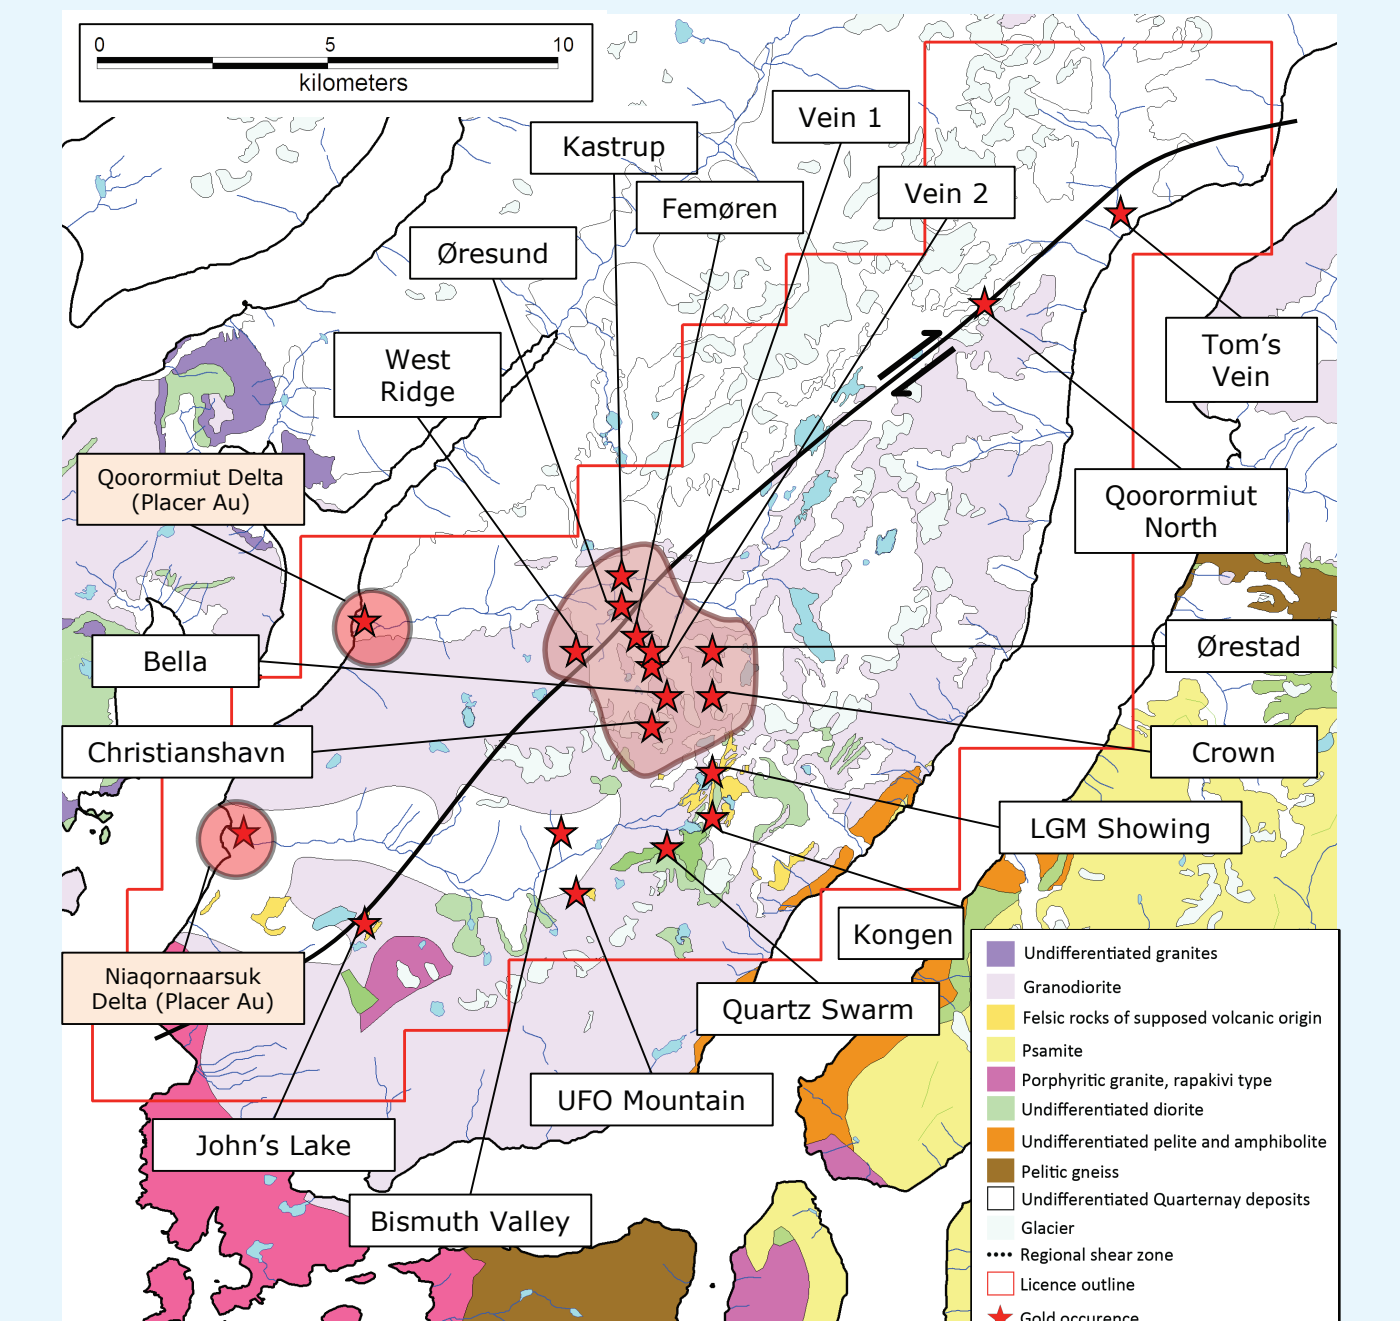 0 5 10
kilometers
Vein 1
Kastrup
Vein 2
Femøren
Øresund
West
Ridge
Tom’s
Vein
Qoorormiut Delta
(Placer Au)
Qoorormiut
North
Bella
Ørestad
Christianshavn
Crown
LGM Showing
Kongen
Niaqornaarsuk
Delta (Placer Au)
Quartz Swarm
UFO Mountain
John’s Lake
Bismuth Valley
Undifferentiated granites
Granodiorite
Felsic rocks of supposed volcanic origin
Psamite
Porphyritic granite, rapakivi type
Undifferentiated diorite
Undifferentiated pelite and amphibolite
Pelitic gneiss
Undifferentiated Quarternay deposits
Glacier
Regional shear zone
Licence outline
Gold occurence